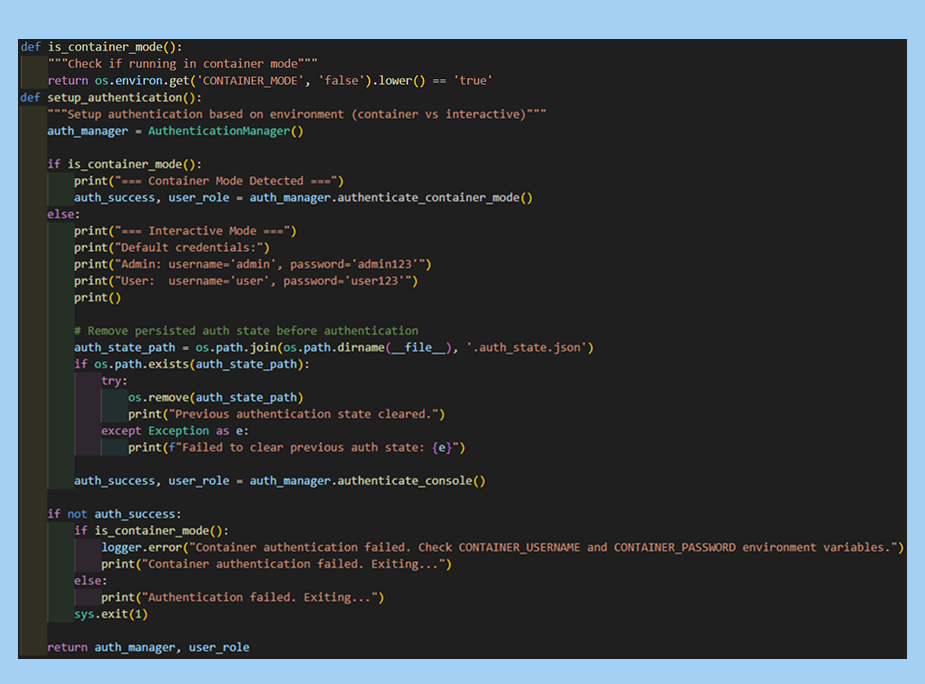 def is_container_mode():
    """Check if running in container mode"""
    return os.environ.get('CONTAINER_MODE', 'false').lower() == 'true'
def setup_authentication():
    """Setup authentication based on environment (container vs interactive)"""
    auth_manager = AuthenticationManager()

    if is_container_mode():
        print("=== Container Mode Detected ===")
        auth_success, user_role = auth_manager.authenticate_container_mode()
    else:
        print("=== Interactive Mode ===")
        print("Default credentials:")
        print("Admin: username='admin', password='admin123'")
        print("User:  username='user', password='user123'")
        print()

        # Remove persisted auth state before authentication
        auth_state_path = os.path.join(os.path.dirname(__file__), '.auth_state.json')
        if os.path.exists(auth_state_path):
            try:
                os.remove(auth_state_path)
                print("Previous authentication state cleared.")
            except Exception as e:
                print(f"Failed to clear previous auth state: {e}")

        auth_success, user_role = auth_manager.authenticate_console()

    if not auth_success:
        if is_container_mode():
            logger.error("Container authentication failed. Check CONTAINER_USERNAME and CONTAINER_PASSWORD environment variables.")
            print("Container authentication failed. Exiting...")
        else:
            print("Authentication failed. Exiting...")
        sys.exit(1)

    return auth_manager, user_role